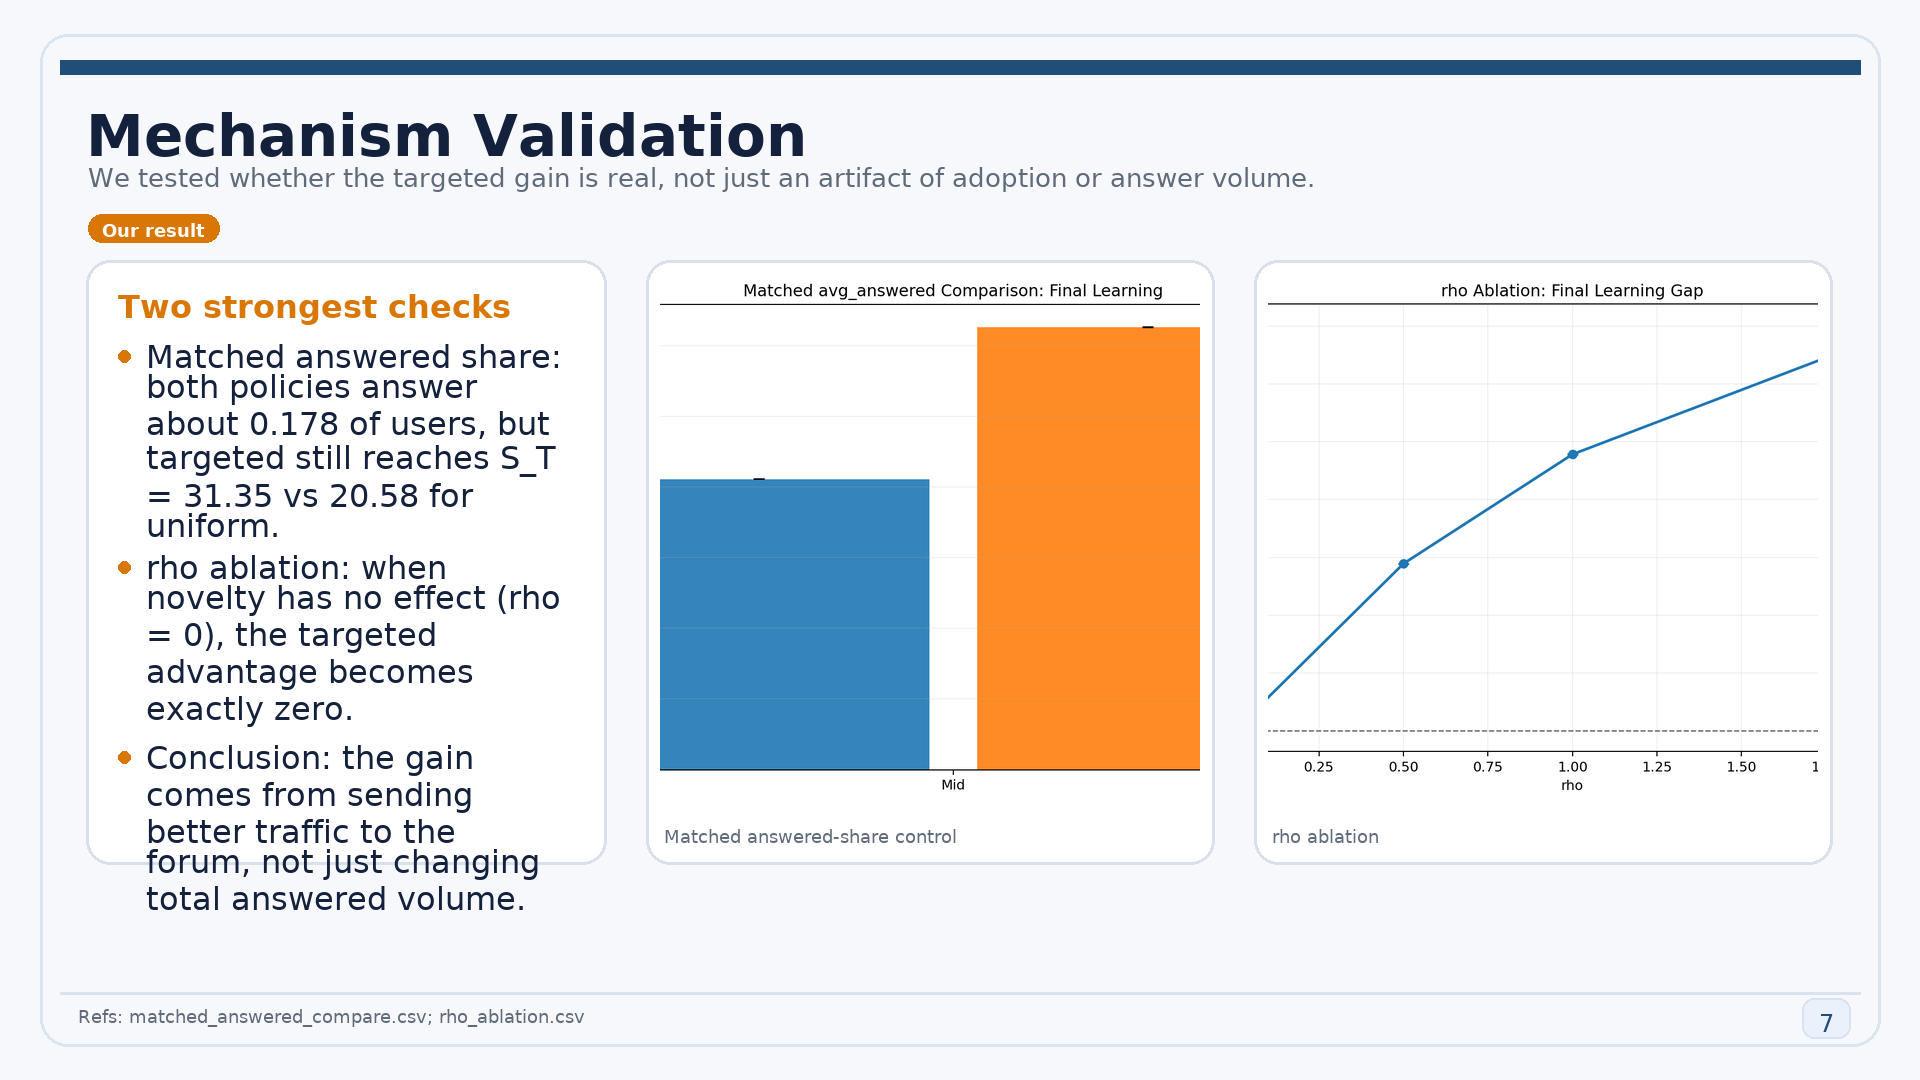 Mechanism Validation
We tested whether the targeted gain is real, not just an artifact of adoption or answer volume.
Our result
Two strongest checks
Matched answered share:
both policies answer
about 0.178 of users, but
targeted still reaches S_T
= 31.35 vs 20.58 for
uniform.
rho ablation: when
novelty has no effect (rho
= 0), the targeted
advantage becomes
exactly zero.
Conclusion: the gain
comes from sending
better traffic to the
forum, not just changing
total answered volume.
Matched avg_answered Comparison: Final Learning
Mid
Matched answered-share control
rho Ablation: Final Learning Gap
0.25 0.50 0.75 1.00 1.25 1.50 1
rho
rho ablation
Refs: matched_answered_compare.csv; rho_ablation.csv
7